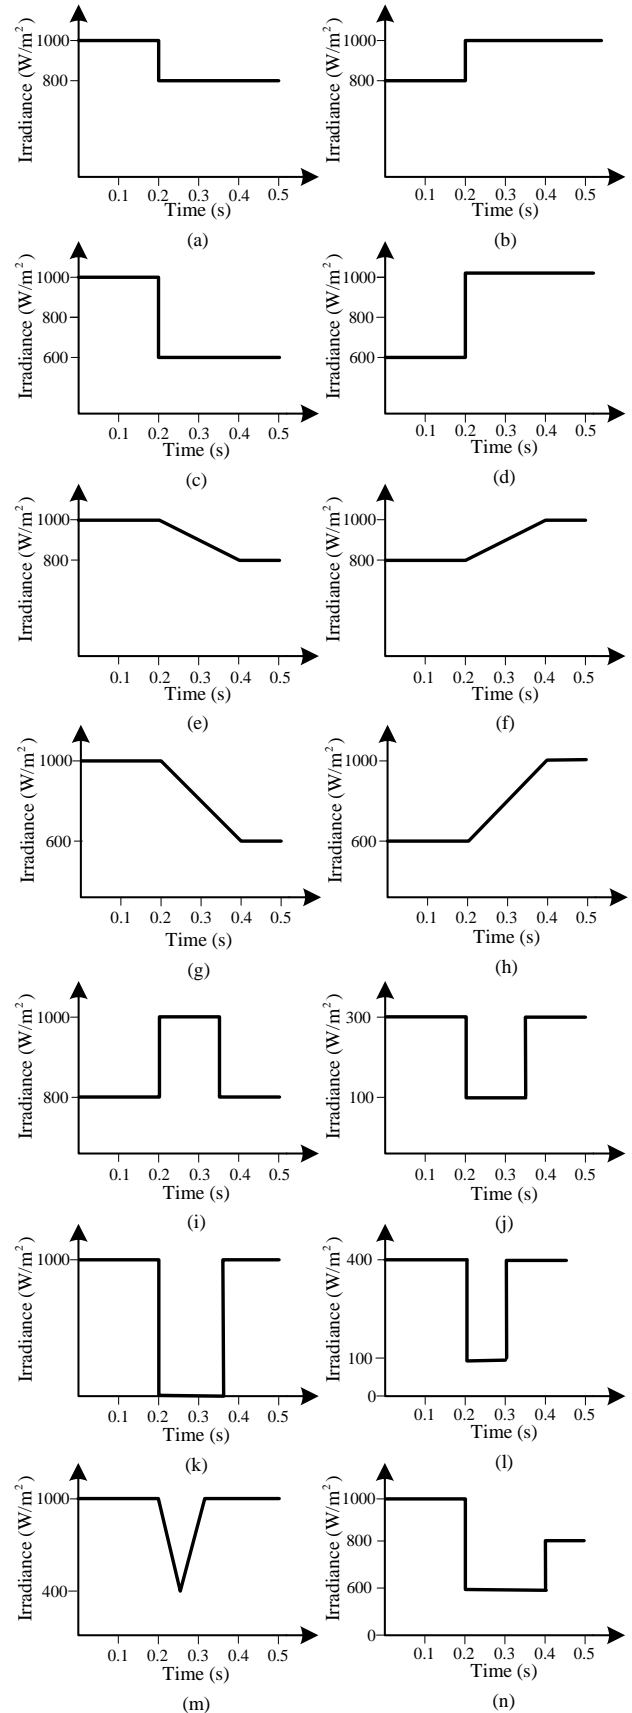 Irradiance (W/m²)
1000
800
0.1 0.2 0.3 0.4 0.5
Time (s)
(a)
Irradiance (W/m²)
1000
800
0.1 0.2 0.3 0.4 0.5
Time (s)
(b)
Irradiance (W/m²)
1000
800
600
0.1 0.2 0.3 0.4 0.5
Time (s)
(c)
Irradiance (W/m²)
1000
800
600
0.1 0.2 0.3 0.4 0.5
Time (s)
(d)
Irradiance (W/m²)
1000
800
0.1 0.2 0.3 0.4 0.5
Time (s)
(e)
Irradiance (W/m²)
1000
800
0.1 0.2 0.3 0.4 0.5
Time (s)
(f)
Irradiance (W/m²)
1000
600
0.1 0.2 0.3 0.4 0.5
Time (s)
(g)
Irradiance (W/m²)
1000
600
0.1 0.2 0.3 0.4 0.5
Time (s)
(h)
Irradiance (W/m²)
1000
800
0.1 0.2 0.3 0.4 0.5
Time (s)
(i)
Irradiance (W/m²)
300
100
0.1 0.2 0.3 0.4 0.5
Time (s)
(j)
Irradiance (W/m²)
1000
0.1 0.2 0.3 0.4 0.5
Time (s)
(k)
Irradiance (W/m²)
400
100
0
0.1 0.2 0.3 0.4 0.5
Time (s)
(l)
Irradiance (W/m²)
1000
400
0.1 0.2 0.3 0.4 0.5
Time (s)
(m)
Irradiance (W/m²)
1000
800
600
0
0.1 0.2 0.3 0.4 0.5
Time (s)
(n)